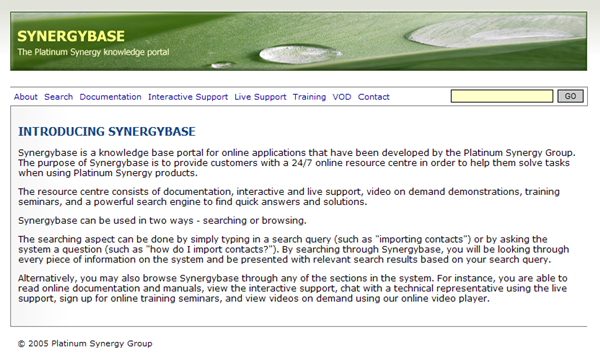 SYNERGYBASE
The Platinum Synergy knowledge portal
About Search Documentation Interactive Support Live Support Training VOD Contact GO
INTRODUCING SYNERGYBASE
Synergybase is a knowledge base portal for online applications that have been developed by the Platinum Synergy Group.
The purpose of Synergybase is to provide customers with a 24/7 online resource centre in order to help them solve tasks
when using Platinum Synergy products.
The resource centre consists of documentation, interactive and live support, video on demand demonstrations, training
seminars, and a powerful search engine to find quick answers and solutions.
Synergybase can be used in two ways - searching or browsing.
The searching aspect can be done by simply typing in a search query (such as "importing contacts") or by asking the
system a question (such as "how do I import contacts?"). By searching through Synergybase, you will be looking through
every piece of information on the system and be presented with relevant search results based on your search query.
Alternatively, you may also browse Synergybase through any of the sections in the system. For instance, you are able to
read online documentation and manuals, view the interactive support, chat with a technical representative using the live
support, sign up for online training seminars, and view videos on demand using our online video player.
© 2005 Platinum Synergy Group